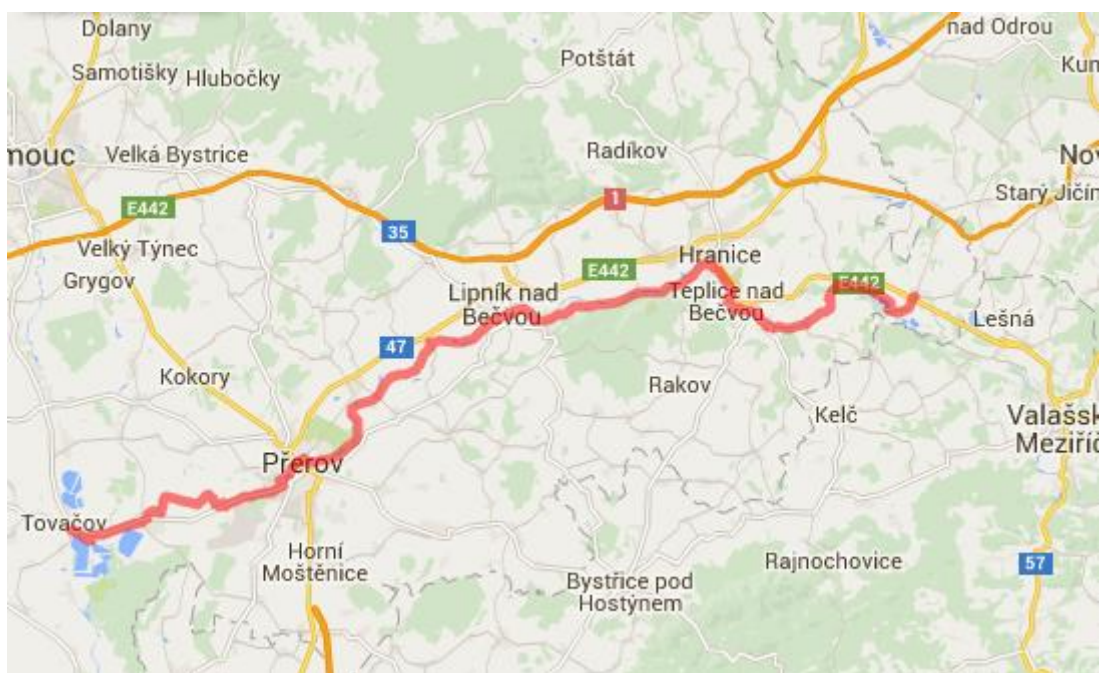 Dolany
nad Odrou
Potštát
Samotišky
Hlubočky
Kun
mouc
Velká Bystrice
Radíkov
Nov
Starý Jičín
1
E442
35
Velký Týnec
Hranice
E442
E442
Grygov
Lipník nad
Bečvou
Teplice nad
Bečvou
Lešná
47
Kokory
Rakov
Kelč
Valašsk
Meziříč
Přerov
Tovačov
Horní
Moštěnice
Rajnochovice
57
Bystřice pod
Hostýnem